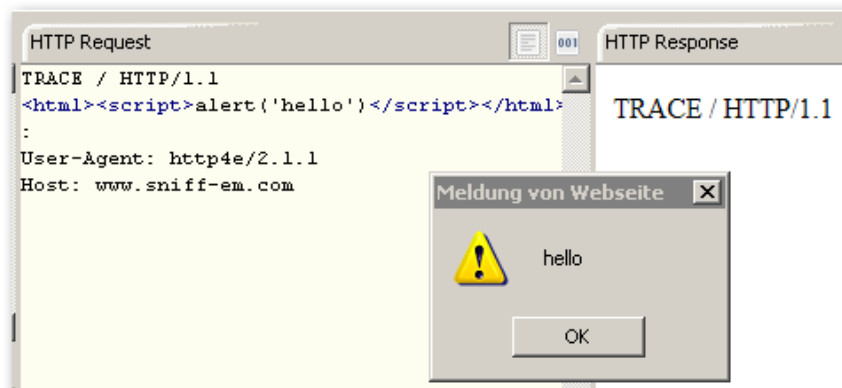 HTTP Request
001
HTTP Response
TRACE / HTTP/1.1
<html><script>alert('hello')</script></html>
:
User-Agent: http4e/2.1.1
Host: www.sniff-em.com
TRACE / HTTP/1.1
Meldung von Webseite
hello
OK